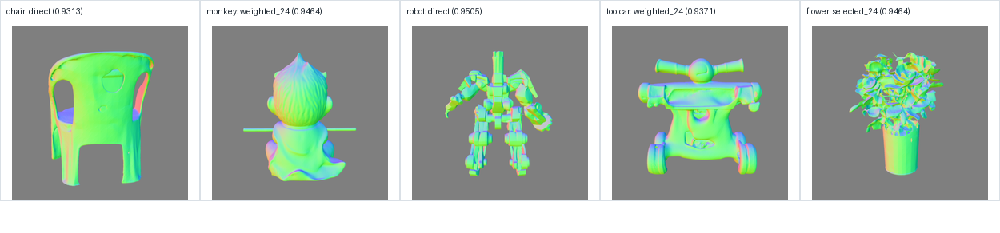 chair: direct (0.9313)
monkey: weighted_24 (0.9464)
robot: direct (0.9505)
toolcar: weighted_24 (0.9371)
flower: selected_24 (0.9464)